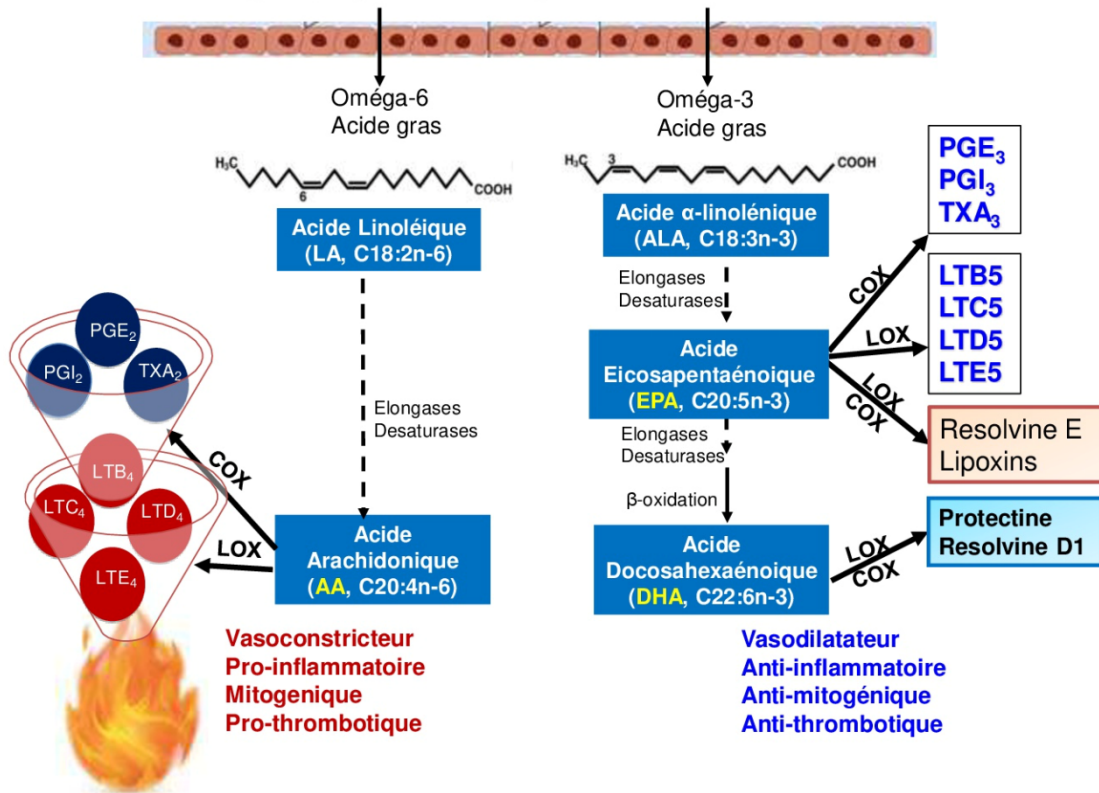 Oméga-6
Acide gras
H₃C
6
COOH
Acide Linoléique
(LA, C18:2n-6)
Elongases
Desaturases
Acide
Arachidonique
(AA, C20:4n-6)
COX
LOX
PGE₂
PGI₂
TXA₂
LTB₄
LTC₄
LTD₄
LTE₄
Vasoconstricteur
Pro-inflammatoire
Mitogenique
Pro-thrombotique
Oméga-3
Acide gras
H₃C
3
COOH
Acide α-linolénique
(ALA, C18:3n-3)
Elongases
Desaturases
Acide
Eicosapentaénoique
(EPA, C20:5n-3)
Elongases
Desaturases
β-oxidation
Acide
Docosahexaénoique
(DHA, C22:6n-3)
COX
PGE₃
PGI₃
TXA₃
LOX
LTB5
LTC5
LTD5
LTE5
LOX
COX
Resolvine E
Lipoxins
LOX
COX
Protectine
Resolvine D1
Vasodilatateur
Anti-inflammatoire
Anti-mitogénique
Anti-thrombotique